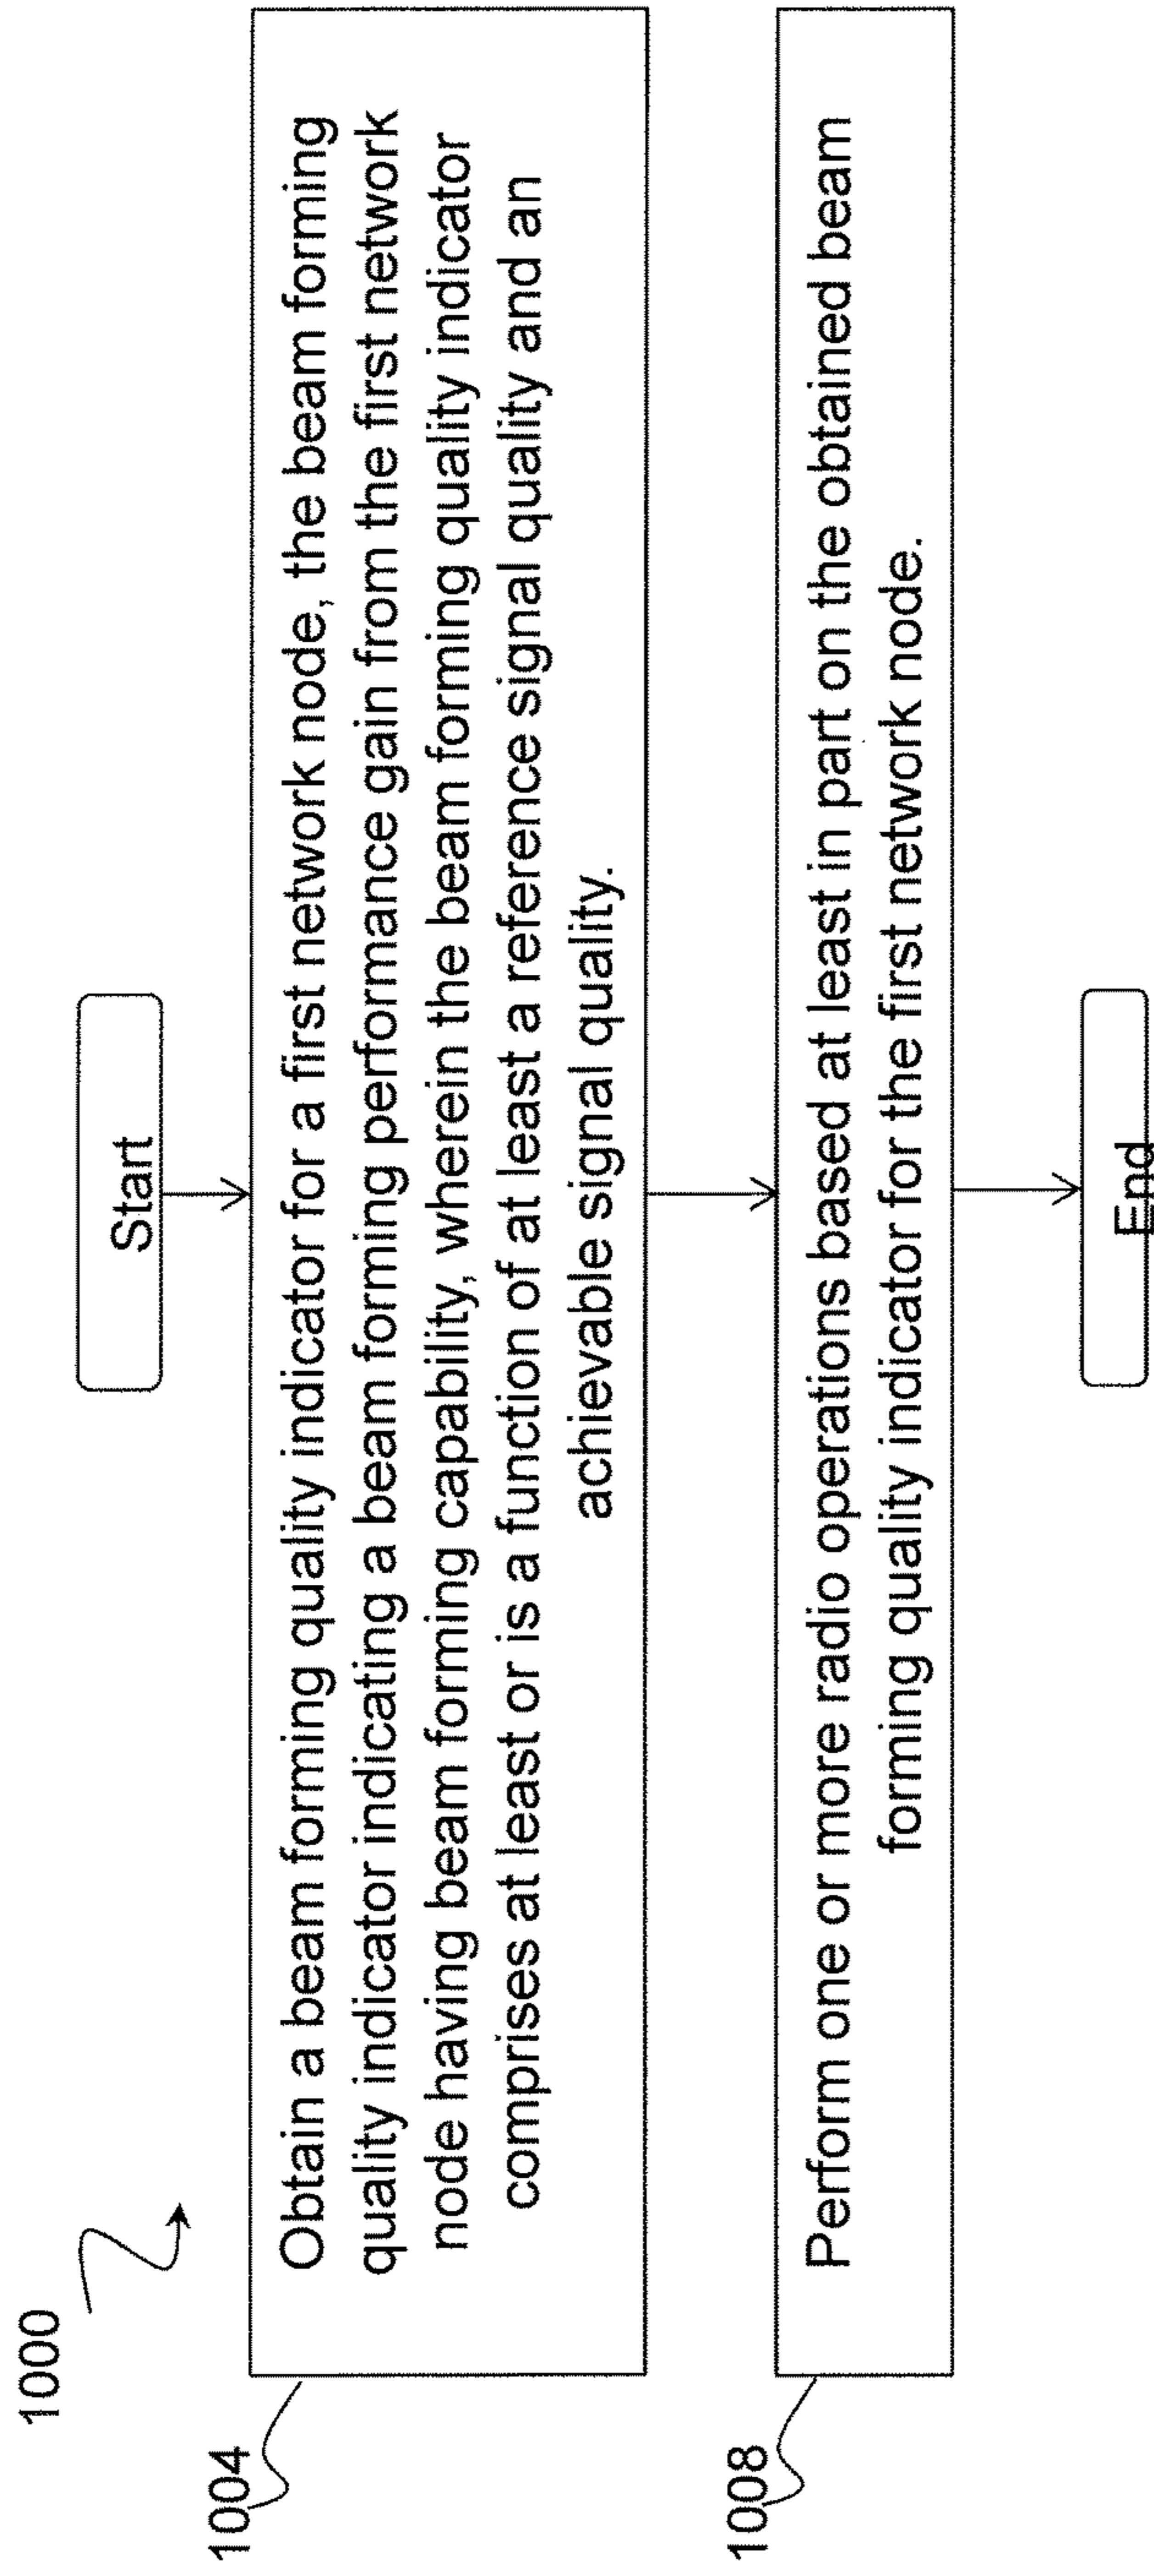 1000
Start
1004
Obtain a beam forming quality indicator for a first network node, the beam forming
quality indicator indicating a beam forming performance gain from the first network
node having beam forming capability, wherein the beam forming quality indicator
comprises at least or is a function of at least a reference signal quality and an
achievable signal quality.
1008
Perform one or more radio operations based at least in part on the obtained beam
forming quality indicator for the first network node.
End